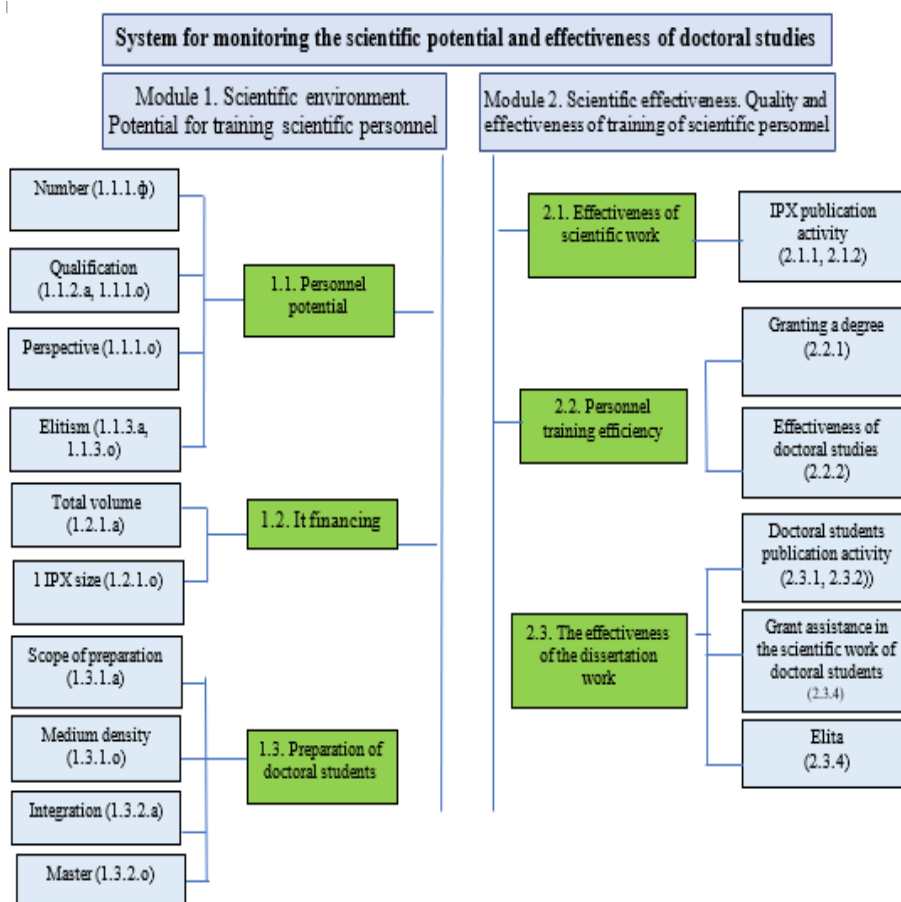 System for monitoring the scientific potential and effectiveness of doctoral studies
Module 1. Scientific environment.
Potential for training scientific personnel
Module 2. Scientific effectiveness. Quality and
effectiveness of training of scientific personnel
Number (1.1.1.ф)
Qualification
(1.1.2.a, 1.1.1.o)
Perspective (1.1.1.o)
Elitism (1.1.3.a,
1.1.3.o)
1.1. Personnel
potential
Total volume
(1.2.1.a)
1 IPX size (1.2.1.o)
1.2. It financing
Scope of preparation
(1.3.1.a)
Medium density
(1.3.1.o)
Integration (1.3.2.a)
Master (1.3.2.o)
1.3. Preparation of
doctoral students
2.1. Effectiveness of
scientific work
IPX publication
activity
(2.1.1, 2.1.2)
2.2. Personnel
training efficiency
Granting a degree
(2.2.1)
Effectiveness of
doctoral studies
(2.2.2)
2.3. The effectiveness
of the dissertation
work
Doctoral students
publication activity
(2.3.1, 2.3.2))
Grant assistance in
the scientific work of
doctoral students
(2.3.4)
Elita
(2.3.4)